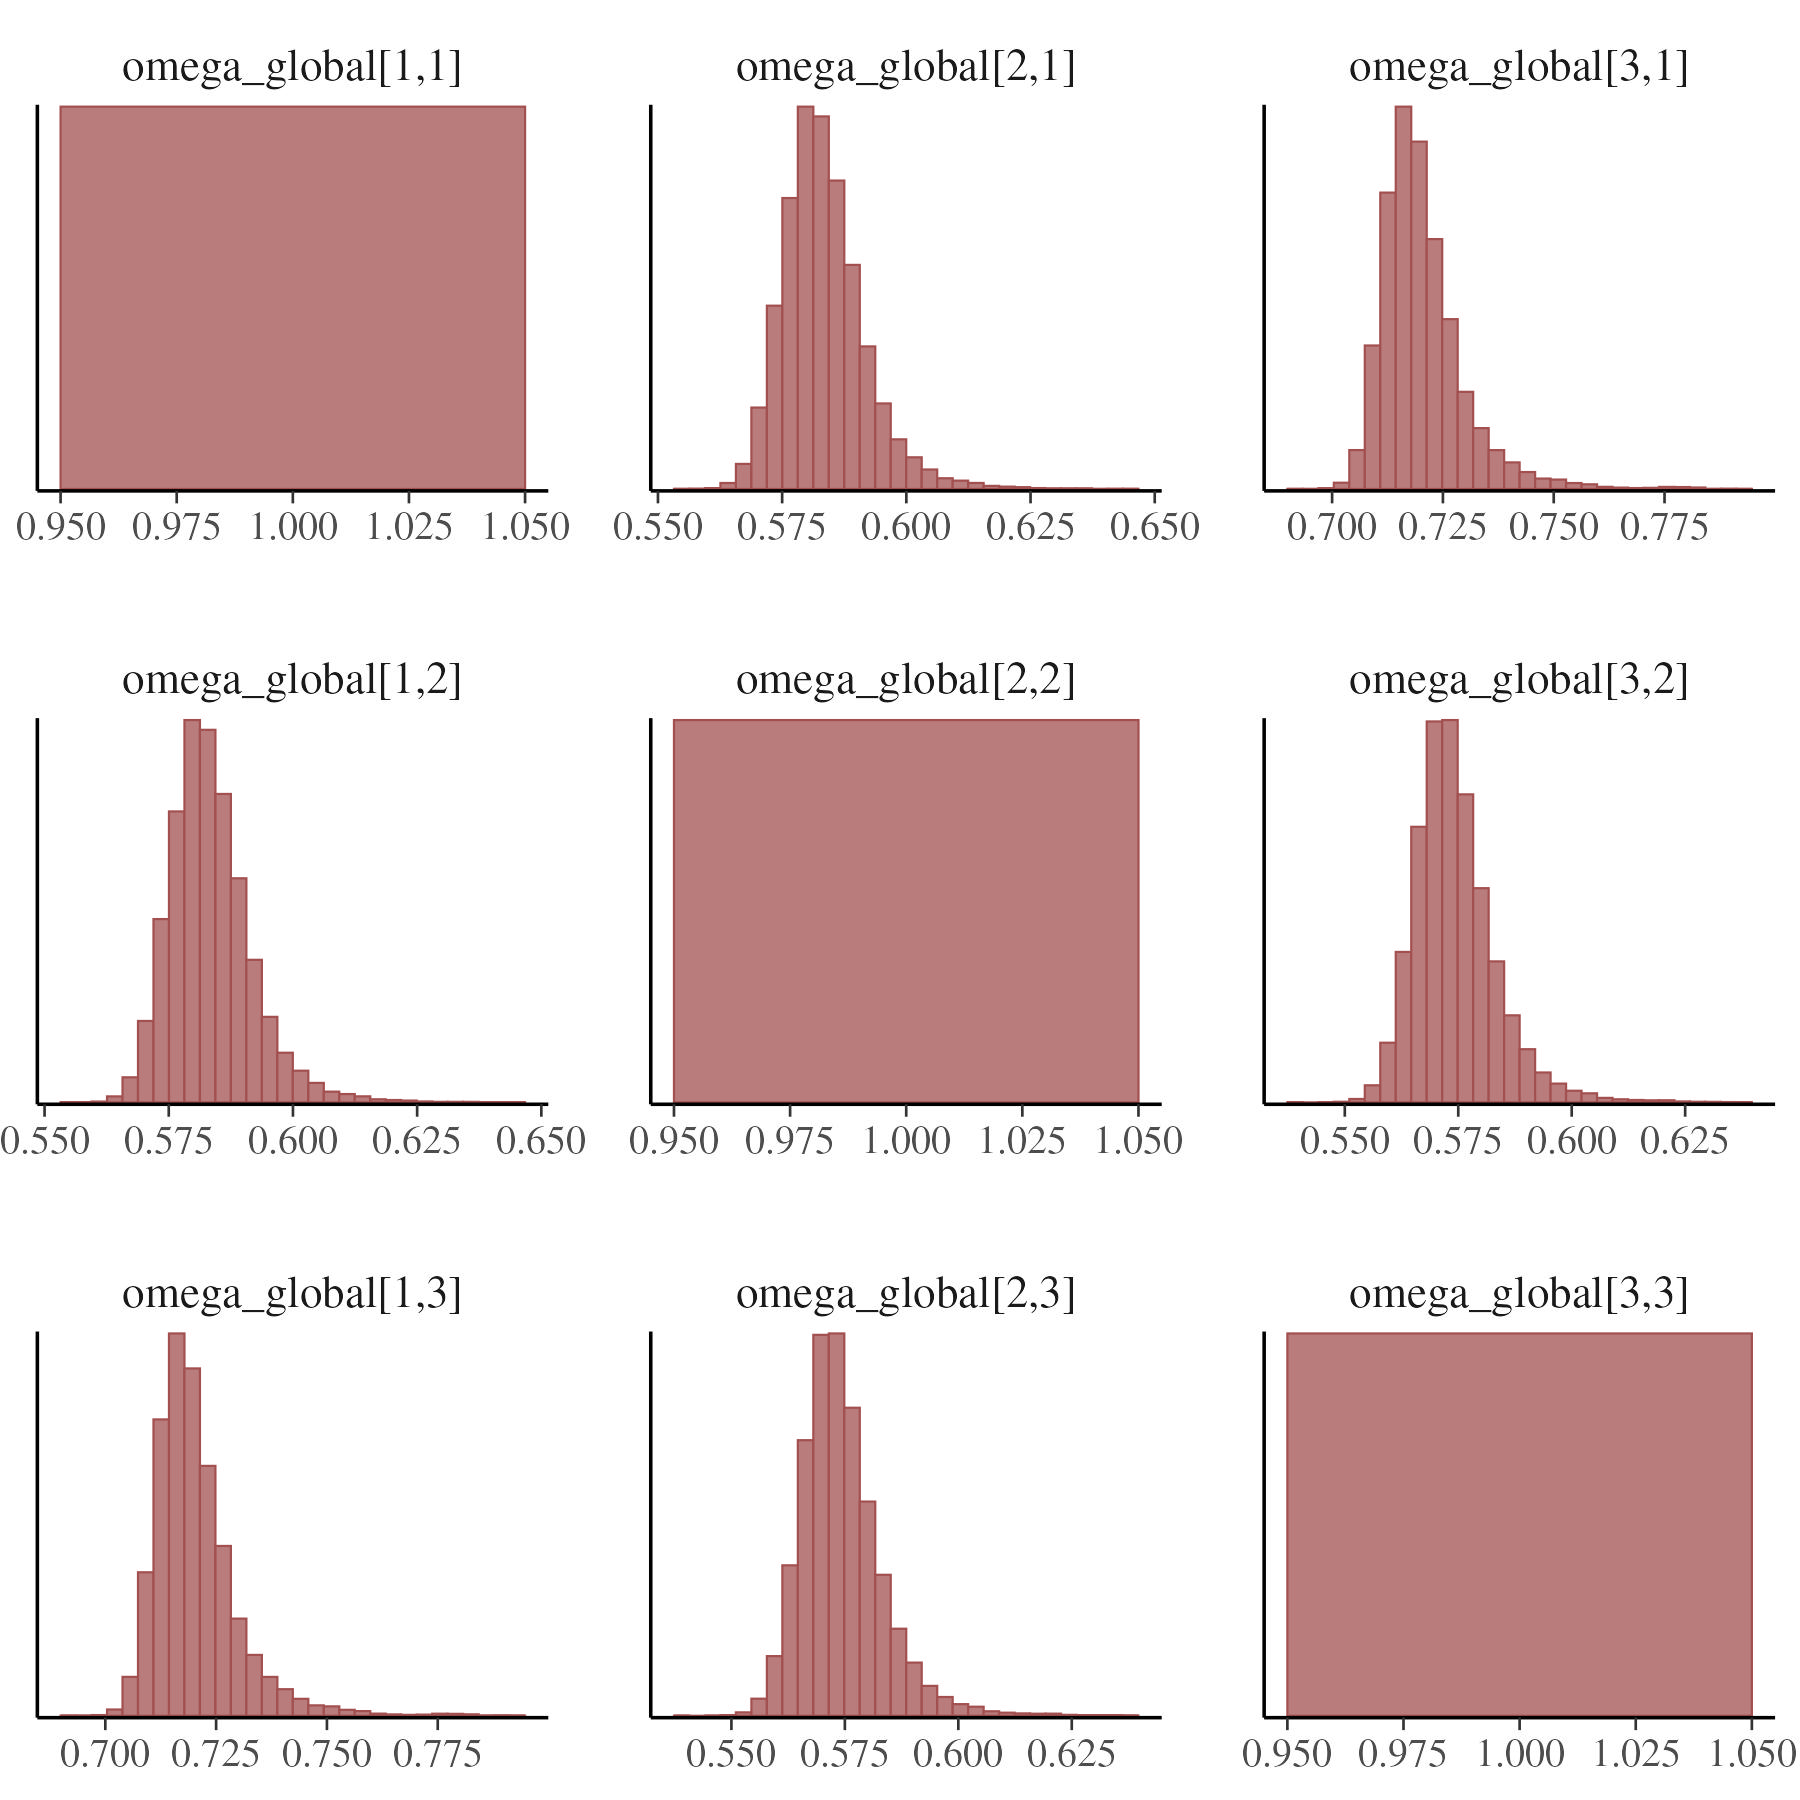 omega_global[1,1] omega_global[2,1] omega_global[3,1]
0.950 0.975 1.000 1.025 1.050 0.550 0.575 0.600 0.625 0.650 0.700 0.725 0.750 0.775
omega_global[1,2] omega_global[2,2] omega_global[3,2]
0.550 0.575 0.600 0.625 0.650 0.950 0.975 1.000 1.025 1.050 0.550 0.575 0.600 0.625
omega_global[1,3] omega_global[2,3] omega_global[3,3]
0.700 0.725 0.750 0.775 0.550 0.575 0.600 0.625 0.950 0.975 1.000 1.025 1.050